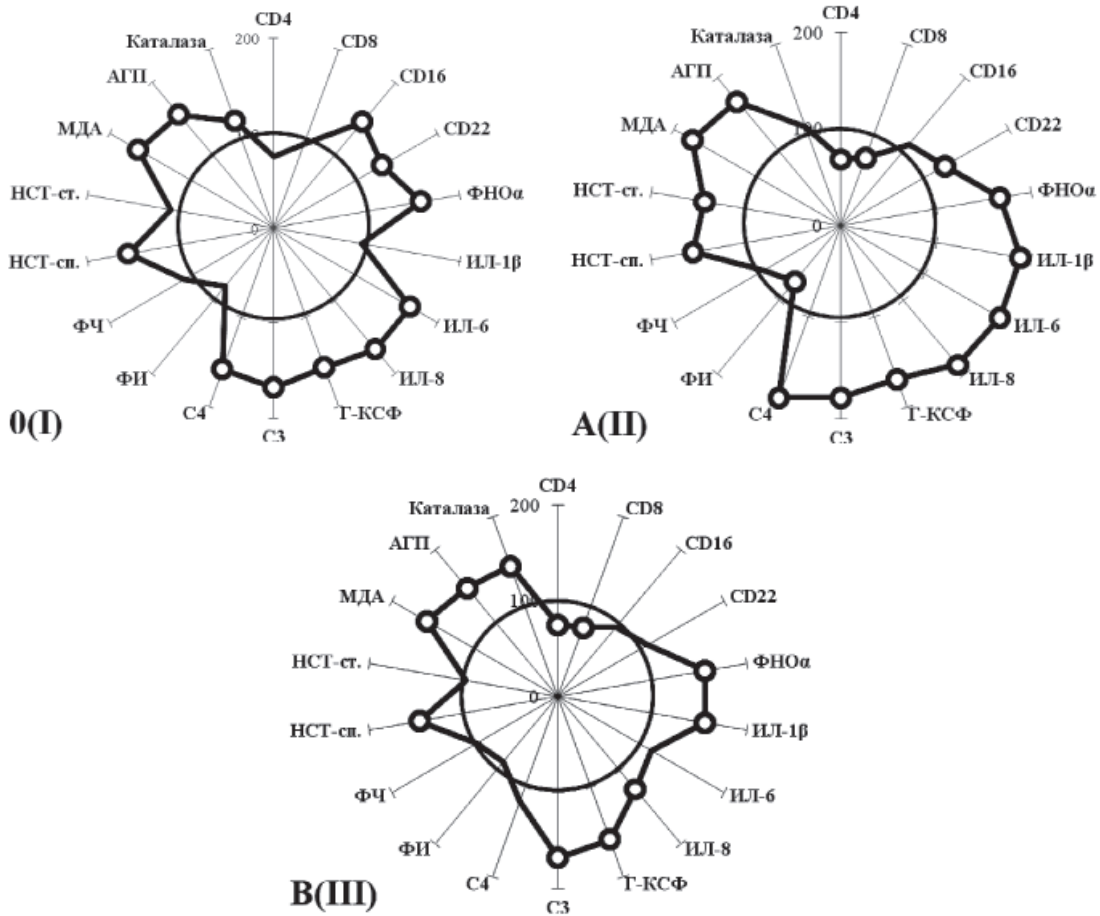 CD4
200
CD8
CD16
CD22
ФНОα
ИЛ-1β
ИЛ-6
ИЛ-8
Г-КСФ
С3
С4
ФИ
ФЧ
НСТ-сп.
НСТ-ст.
МДА
АГП
Каталаза
0
0(I)
CD4
200
100
CD8
CD16
CD22
ФНОα
ИЛ-1β
ИЛ-6
ИЛ-8
Г-КСФ
С3
С4
ФИ
ФЧ
НСТ-сп.
НСТ-ст.
МДА
АГП
Каталаза
0
А(II)
CD4
200
100
CD8
CD16
CD22
ФНОα
ИЛ-1β
ИЛ-6
ИЛ-8
Г-КСФ
С3
С4
ФИ
ФЧ
НСТ-сп.
НСТ-ст.
МДА
АГП
Каталаза
0
В(III)